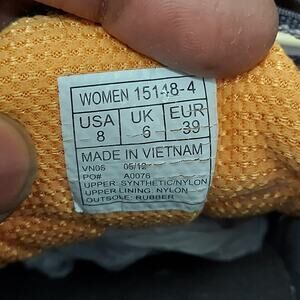 WOMEN 15148-4
USA UK EUR
8 6 39
MADE IN VIETNAM
VN05 05/12
PO# A0076
UPPER: SYNTHETIC/NYLON
UPPER LINING: NYLON
OUTSOLE: RUBBER